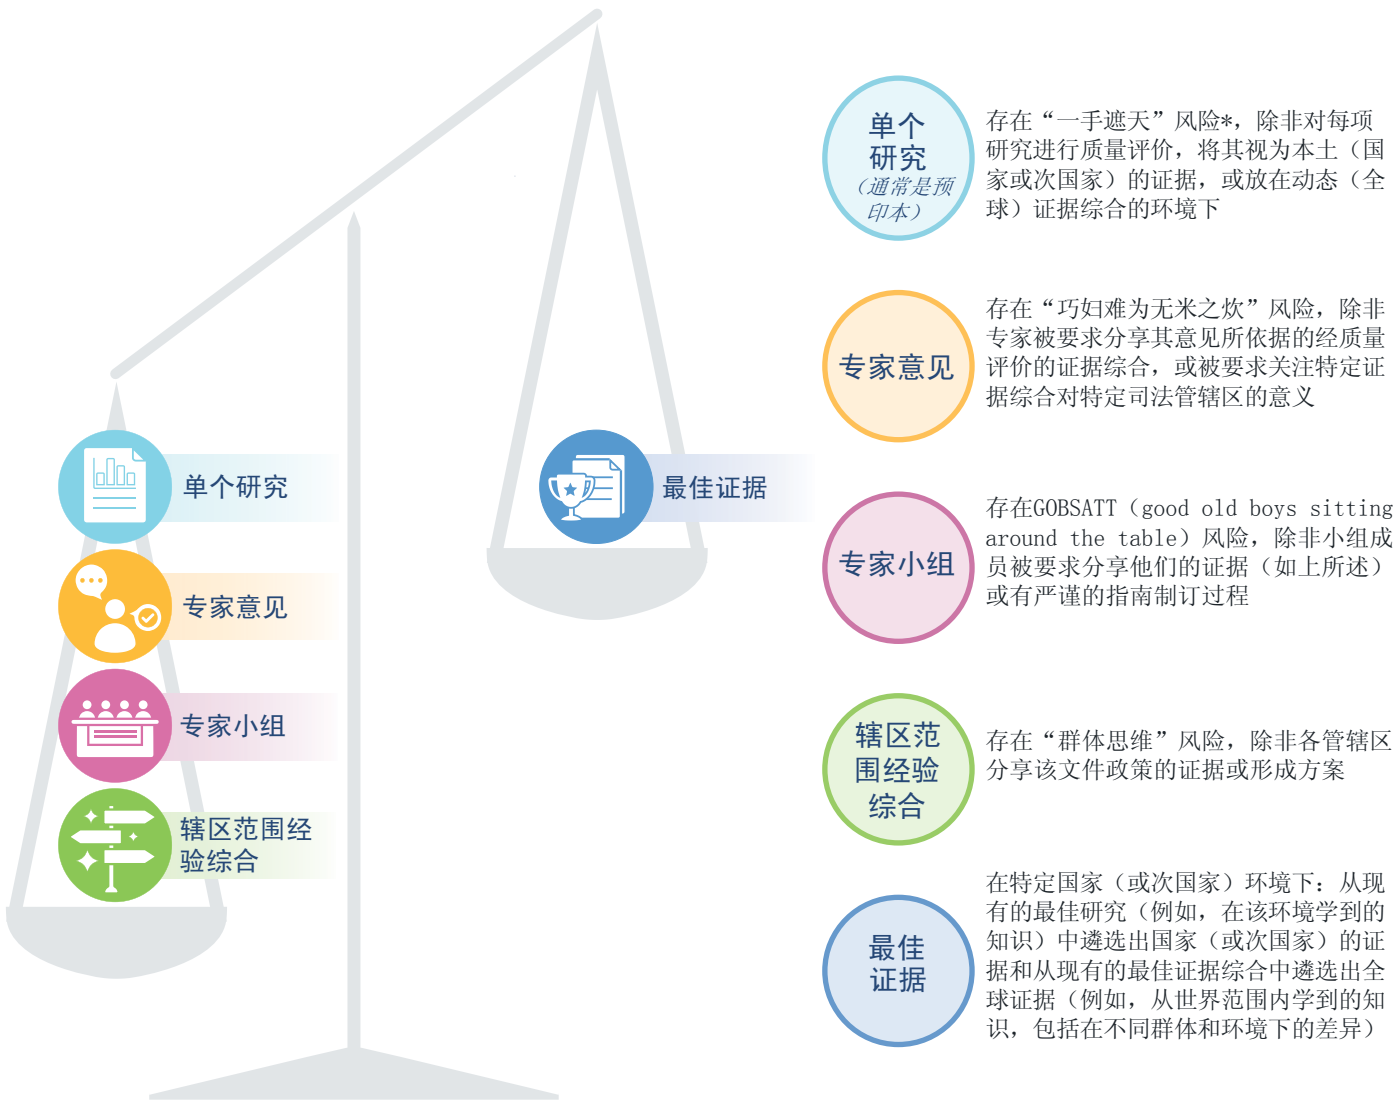 单个研究
专家意见
专家小组
辖区范围经
验综合
最佳证据
单个
研究
（通常是预
印本）
存在“一手遮天”风险*，除非对每项
研究进行质量评价，将其视为本土（国
家或次国家）的证据，或放在动态（全
球）证据综合的环境下
专家意见
存在“巧妇难为无米之炊”风险，除非
专家被要求分享其意见所依据的经质量
评价的证据综合，或被要求关注特定证
据综合对特定司法管辖区的意义
专家小组
存在GOBSATT（good old boys sitting
around the table）风险，除非小组成
员被要求分享他们的证据（如上所述）
或有严谨的指南制订过程
辖区范
围经验
综合
存在“群体思维”风险，除非各管辖区
分享该文件政策的证据或形成方案
最佳
证据
在特定国家（或次国家）环境下：从现
有的最佳研究（例如，在该环境学到的
知识）中遴选出国家（或次国家）的证
据和从现有的最佳证据综合中遴选出全
球证据（例如，从世界范围内学到的知
识，包括在不同群体和环境下的差异）